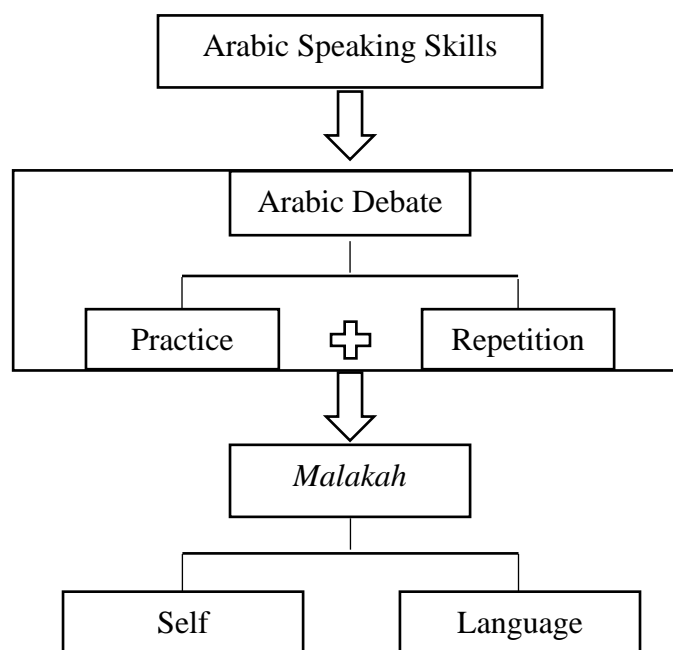 Arabic Speaking Skills
Arabic Debate
Practice
Repetition
Malakah
Self
Language